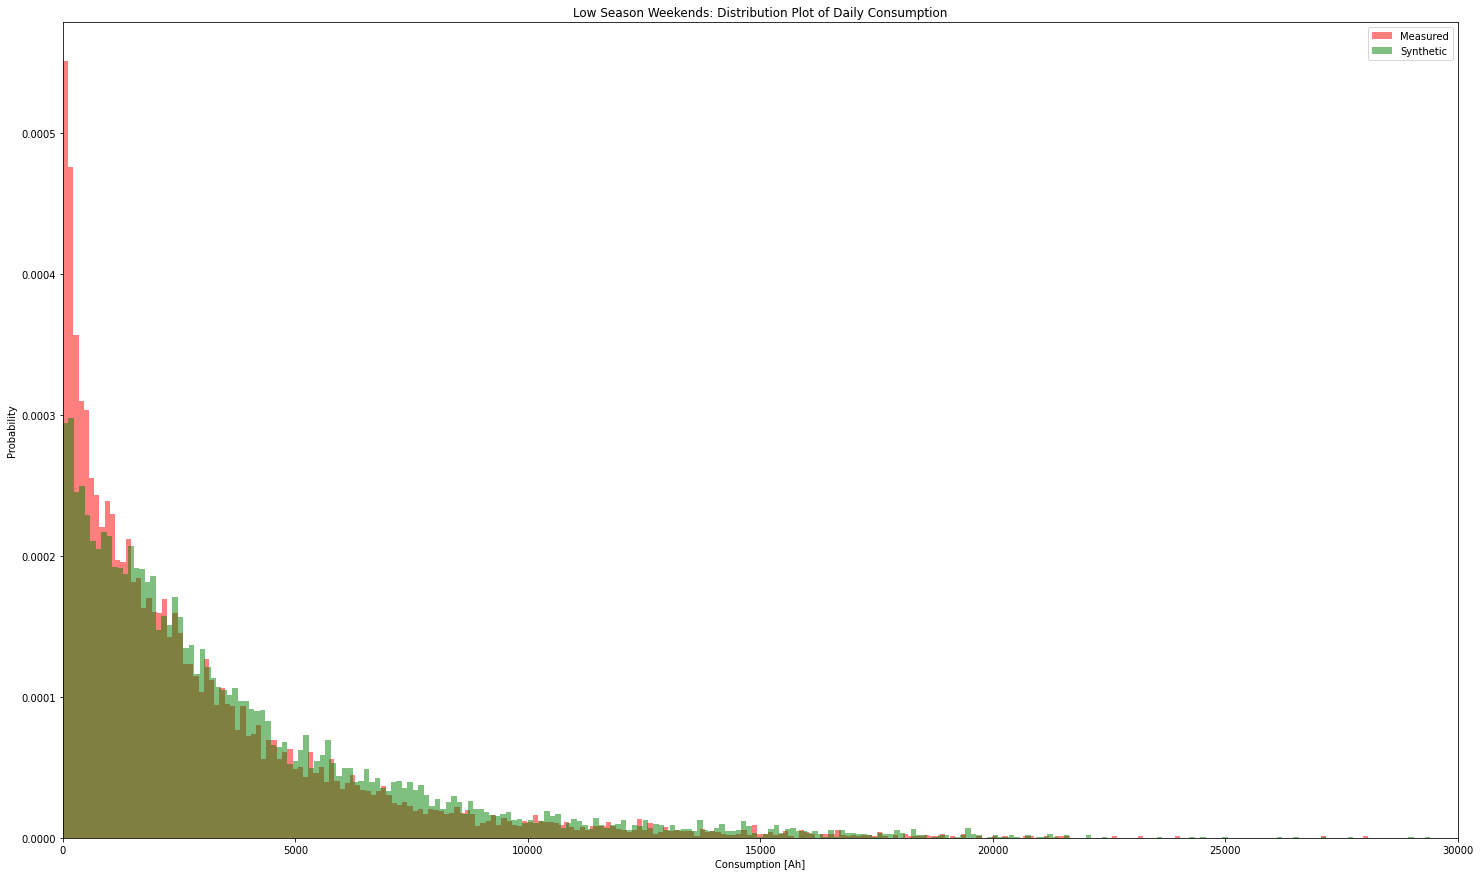 Low Season Weekends: Distribution Plot of Daily Consumption
Measured
Synthetic
0.0005
0.0004
0.0003
0.0002
0.0001
0.0000
Probability
0 5000 10000 15000 20000 25000 30000
Consumption [Ah]